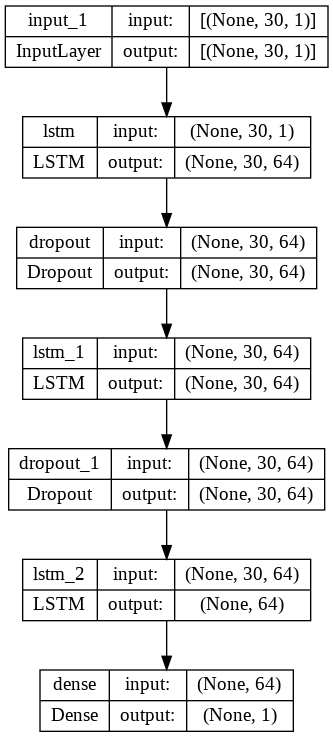 input_1 input: [(None, 30, 1)]
InputLayer output: [(None, 30, 1)]
lstm input: (None, 30, 1)
LSTM output: (None, 30, 64)
dropout input: (None, 30, 64)
Dropout output: (None, 30, 64)
lstm_1 input: (None, 30, 64)
LSTM output: (None, 30, 64)
dropout_1 input: (None, 30, 64)
Dropout output: (None, 30, 64)
lstm_2 input: (None, 30, 64)
LSTM output: (None, 64)
dense input: (None, 64)
Dense output: (None, 1)